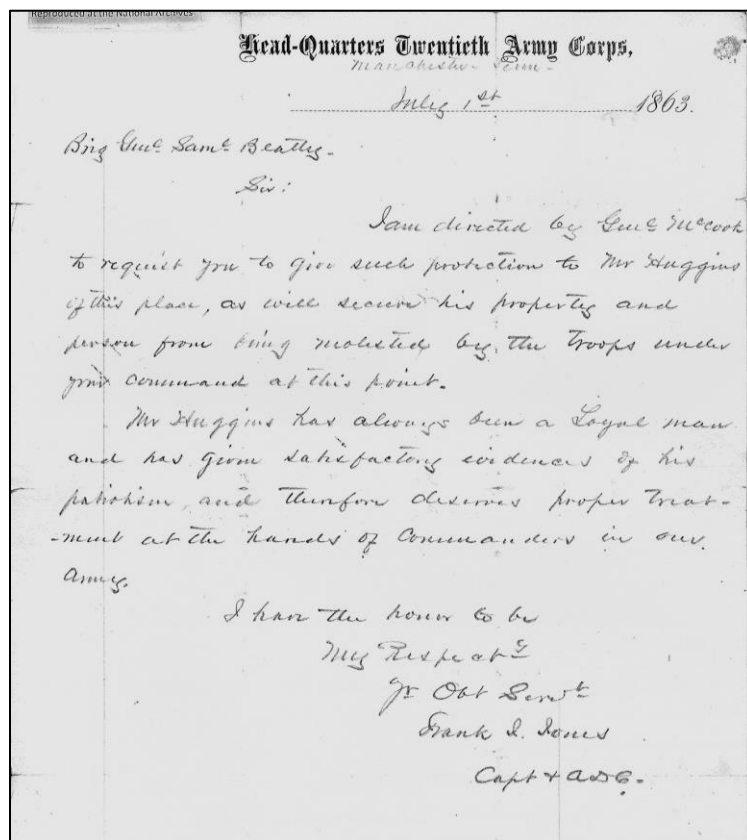 Reproduced at the National Archives
Head-Quarters Twentieth Army Corps,
Manchester Tenn -
July 1st 1863.
Brig Genl Saml Beatty -
Sir:
I am directed by Genl McCook
to request you to give such protection to Mr Huggins
of this place, as will secure his property and
person from being molested by the troops under
your command at this point.
Mr Huggins has always been a Loyal man
and has given satisfactory evidences of his
patriotism and therefore deserves proper treat-
-ment at the hands of Commanders in our
Army.
I have the honor to be
Respecty
Yr Obt Servt
Frank J. Jones
Capt & ADC.